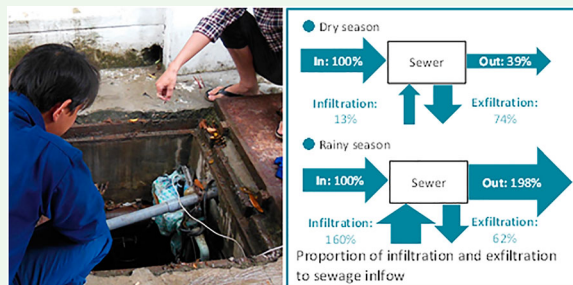 Dry season
In: 100%
Sewer
Out: 39%
Infiltration:
13%
Exfiltration:
74%
Rainy season
In: 100%
Sewer
Out: 198%
Infiltration:
160%
Exfiltration:
62%
Proportion of infiltration and exfiltration
to sewage inlfow